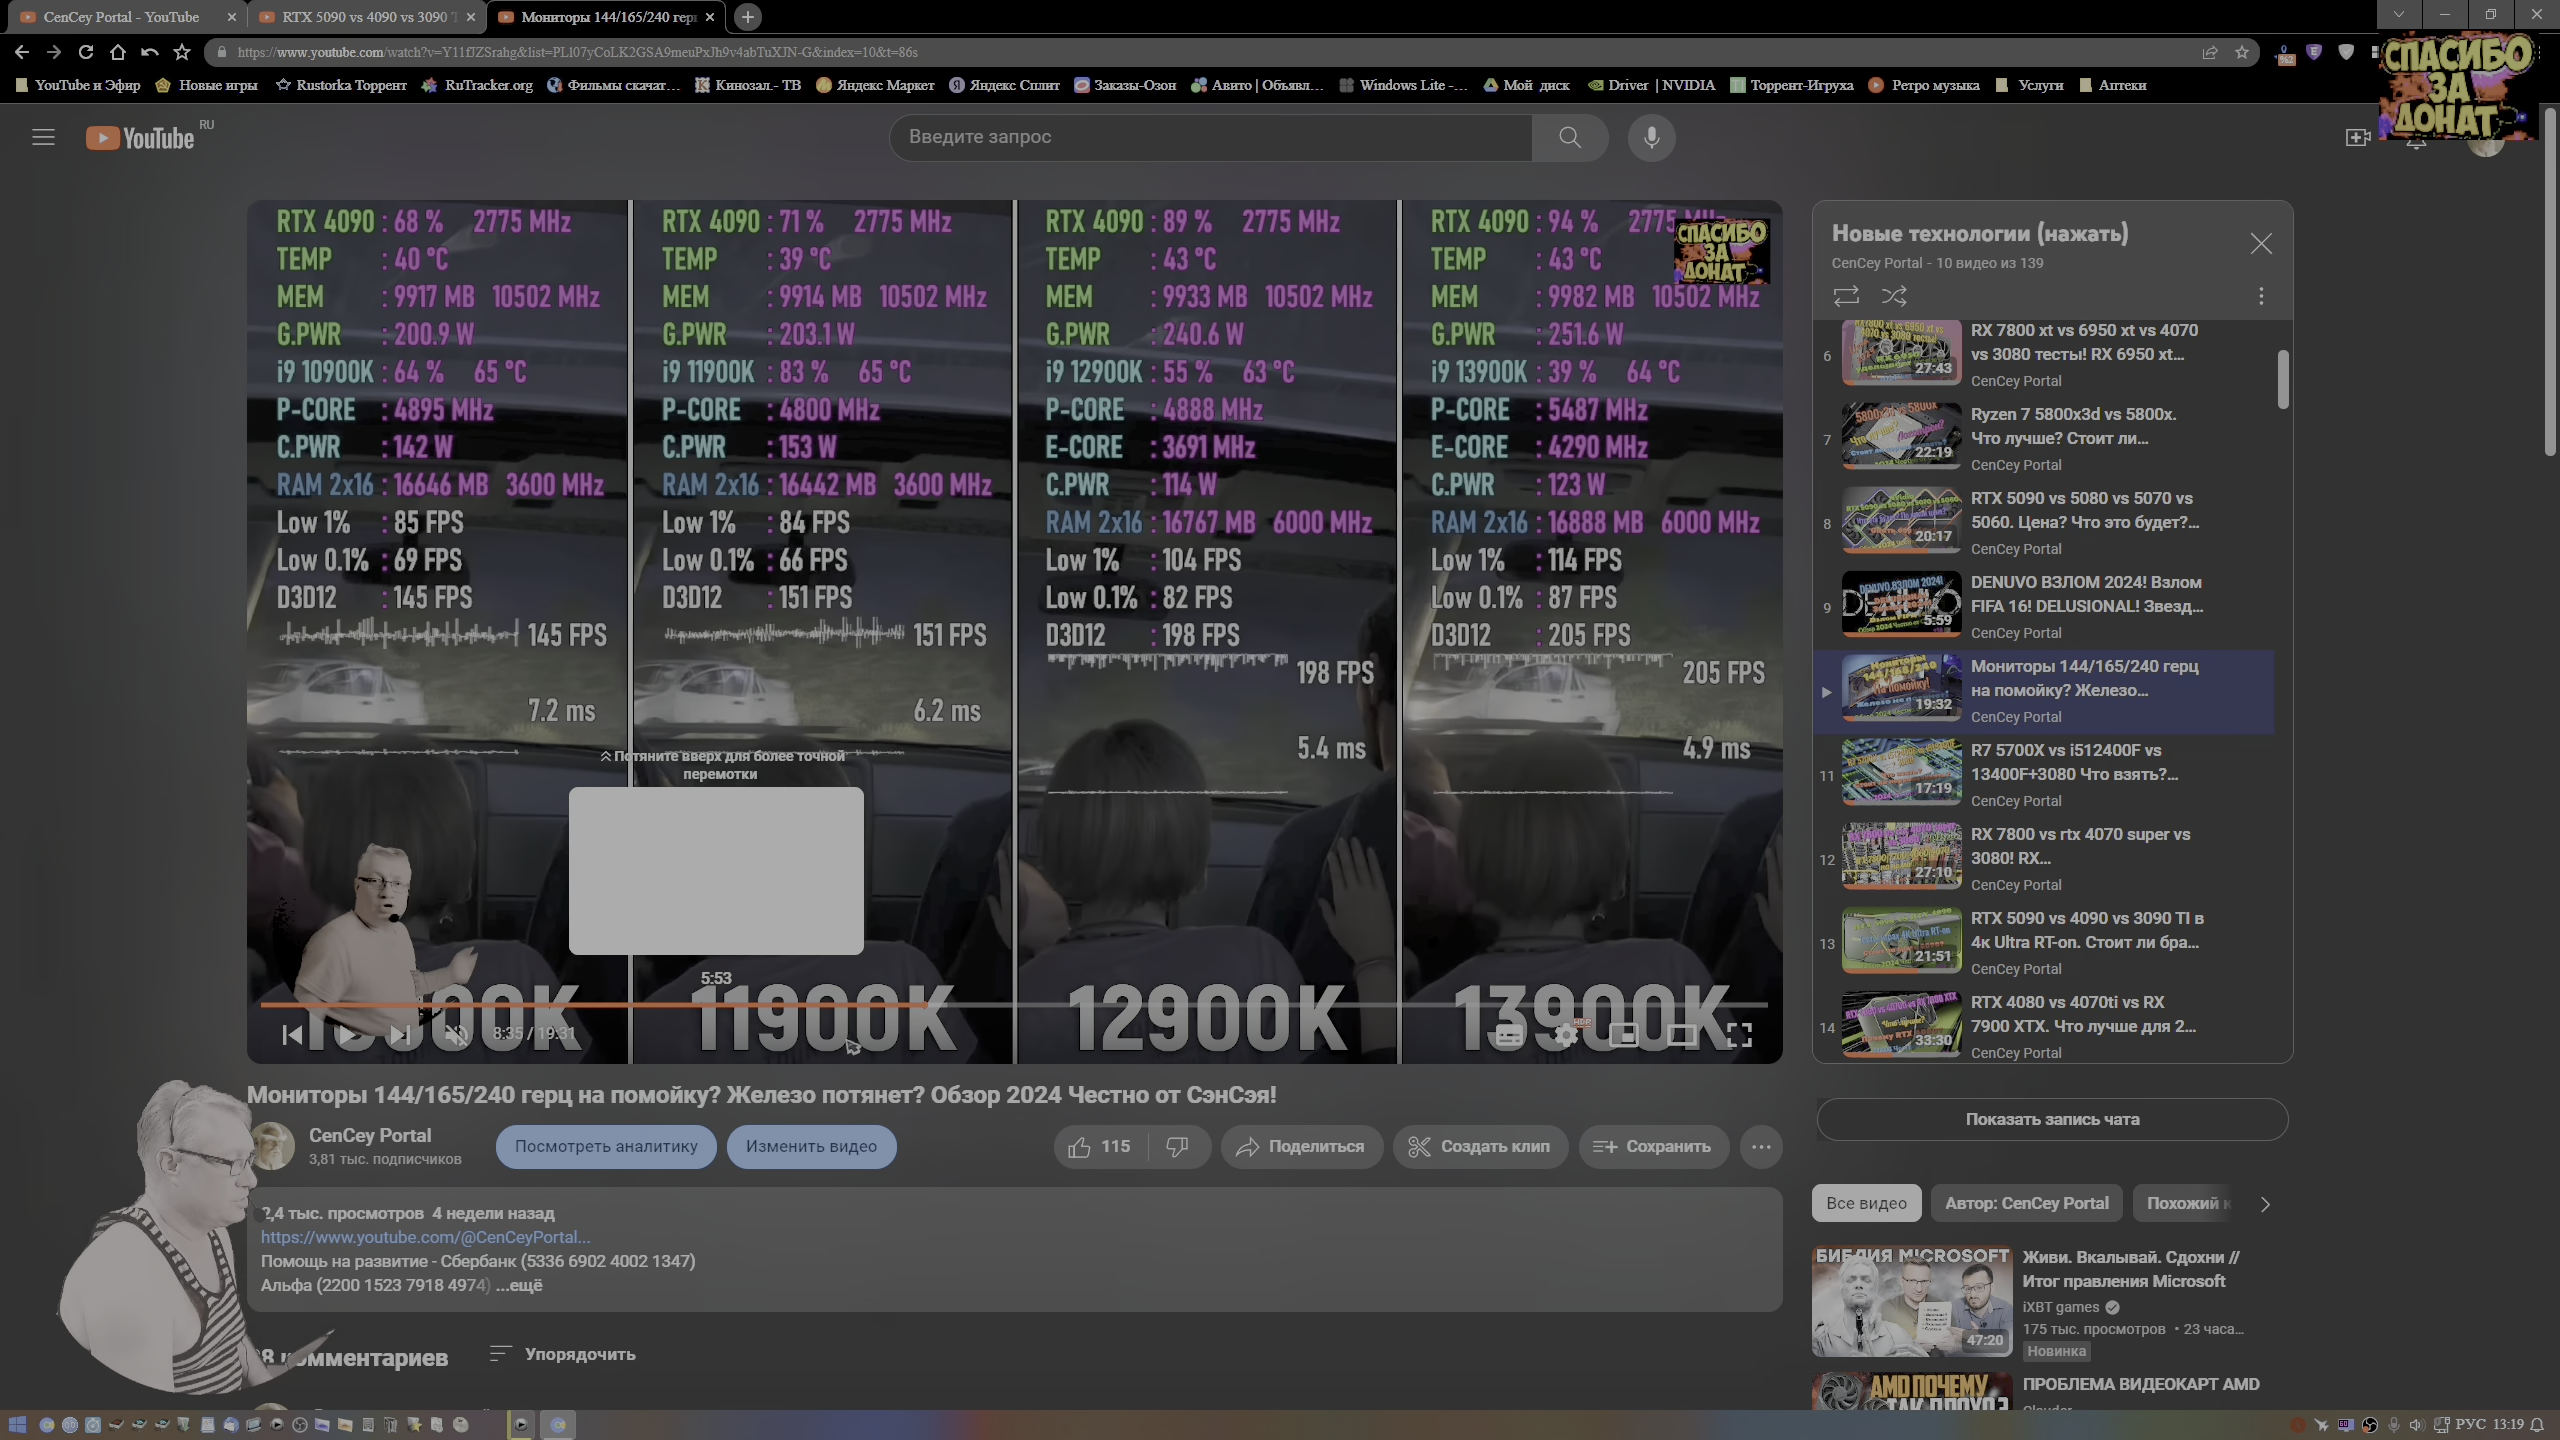 CenCey Portal - YouTube
RTX 5090 vs 4090 vs 3090 T
Мониторы 144/165/240 гер
https://www.youtube.com/watch?v=Y11fJZSrahg&list=PLl07yCoLK2GSA9meuPxJh9v4abTuXJN-G&index=10&t=86s
YouTube и Эфир Новые игры Rustorka Торрент RuTracker.org Фильмы скачат... Кинозал.- ТВ Яндекс Маркет Яндекс Сплит Заказы-Озон Авито | Объявл... Windows Lite -... Мой диск Driver | NVIDIA Торрент-Игруха Ретро музыка Услуги Аптеки
СПАСИБО
ЗА
ДОНАТ
YouTube RU
Введите запрос
RTX 4090 : 68 % 2775 MHz
TEMP : 40 °C
MEM : 9917 MB 10502 MHz
G.PWR : 200.9 W
i9 10900K : 64 % 65 °C
P-CORE : 4895 MHz
C.PWR : 142 W
RAM 2x16 : 16646 MB 3600 MHz
Low 1% : 85 FPS
Low 0.1% : 69 FPS
D3D12 : 145 FPS
145 FPS
7.2 ms
RTX 4090 : 71 % 2775 MHz
TEMP : 39 °C
MEM : 9914 MB 10502 MHz
G.PWR : 203.1 W
i9 11900K : 83 % 65 °C
P-CORE : 4800 MHz
C.PWR : 153 W
RAM 2x16 : 16442 MB 3600 MHz
Low 1% : 84 FPS
Low 0.1% : 66 FPS
D3D12 : 151 FPS
151 FPS
6.2 ms
11900K
RTX 4090 : 89 % 2775 MHz
TEMP : 43 °C
MEM : 9933 MB 10502 MHz
G.PWR : 240.6 W
i9 12900K : 55 % 63 °C
P-CORE : 4888 MHz
E-CORE : 3691 MHz
C.PWR : 114 W
RAM 2x16 : 16767 MB 6000 MHz
Low 1% : 104 FPS
Low 0.1% : 82 FPS
D3D12 : 198 FPS
198 FPS
5.4 ms
12900K
RTX 4090 : 94 % 2775 MHz
TEMP : 43 °C
MEM : 9982 MB 10502 MHz
G.PWR : 251.6 W
i9 13900K : 39 % 64 °C
P-CORE : 5487 MHz
E-CORE : 4290 MHz
C.PWR : 123 W
RAM 2x16 : 16888 MB 6000 MHz
Low 1% : 114 FPS
Low 0.1% : 87 FPS
D3D12 : 205 FPS
205 FPS
4.9 ms
13900K
СПАСИБО
ЗА
ДОНАТ
Потяните вверх для более точной
перемотки
5:53
8:35 / 19:31
HDR
Новые технологии (нажать)
CenCey Portal - 10 видео из 139
6
27:43
RX 7800 xt vs 6950 xt vs 4070
vs 3080 тесты! RX 6950 xt...
CenCey Portal
7
22:19
Ryzen 7 5800x3d vs 5800x.
Что лучше? Стоит ли...
CenCey Portal
8
20:17
RTX 5090 vs 5080 vs 5070 vs
5060. Цена? Что это будет?...
CenCey Portal
9
5:59
DENUVO ВЗЛОМ 2024! Взлом
FIFA 16! DELUSIONAL! Звезд...
CenCey Portal
19:32
Мониторы 144/165/240 герц
на помойку? Железо...
CenCey Portal
11
17:19
R7 5700X vs i512400F vs
13400F+3080 Что взять?...
CenCey Portal
12
27:10
RX 7800 vs rtx 4070 super vs
3080! RX...
CenCey Portal
13
21:51
RTX 5090 vs 4090 vs 3090 TI в
4к Ultra RT-on. Стоит ли бра...
CenCey Portal
14
33:30
RTX 4080 vs 4070ti vs RX
7900 XTX. Что лучше для 2...
CenCey Portal
Мониторы 144/165/240 герц на помойку? Железо потянет? Обзор 2024 Честно от СэнСэя!
CenCey Portal
3,81 тыс. подписчиков
Посмотреть аналитику
Изменить видео
115
Поделиться
Создать клип
Сохранить
2,4 тыс. просмотров 4 недели назад
https://www.youtube.com/@CenCeyPortal...
Помощь на развитие - Сбербанк (5336 6902 4002 1347)
Альфа (2200 1523 7918 4974) ...ещё
8 комментариев
Упорядочить
Показать запись чата
Все видео
Автор: CenCey Portal
Похожий к
БИБЛИЯ MICROSOFT
47:20
Живи. Вкалывай. Сдохни //
Итог правления Microsoft
iXBT games
175 тыс. просмотров • 23 часа...
Новинка
AMD ПОЧЕМУ
ПРОБЛЕМА ВИДЕОКАРТ AMD
РУС 13:19